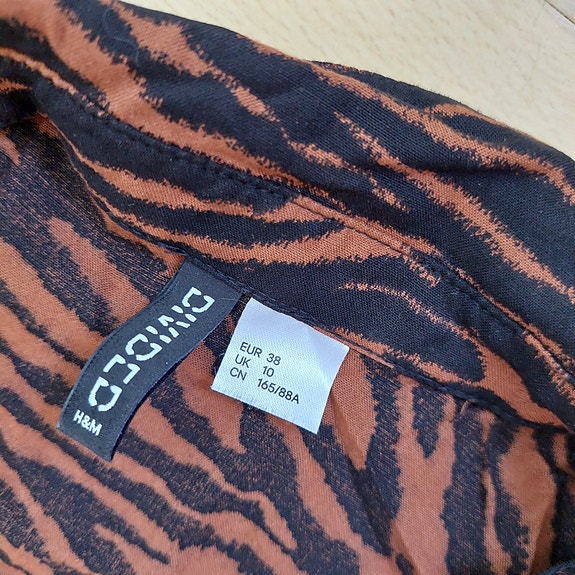 DIVIDED
H&M
EUR 38
UK 10
CN 165/88A